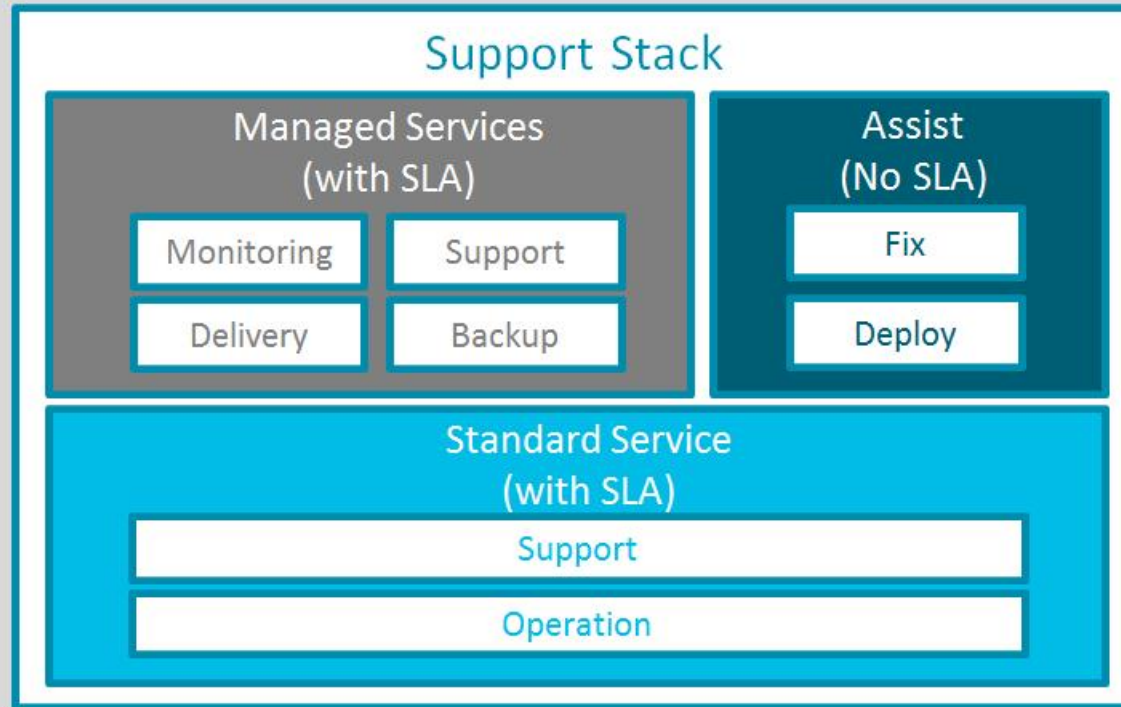 Support Stack
Managed Services
(with SLA)
Monitoring
Support
Delivery
Backup
Assist
(No SLA)
Fix
Deploy
Standard Service
(with SLA)
Support
Operation